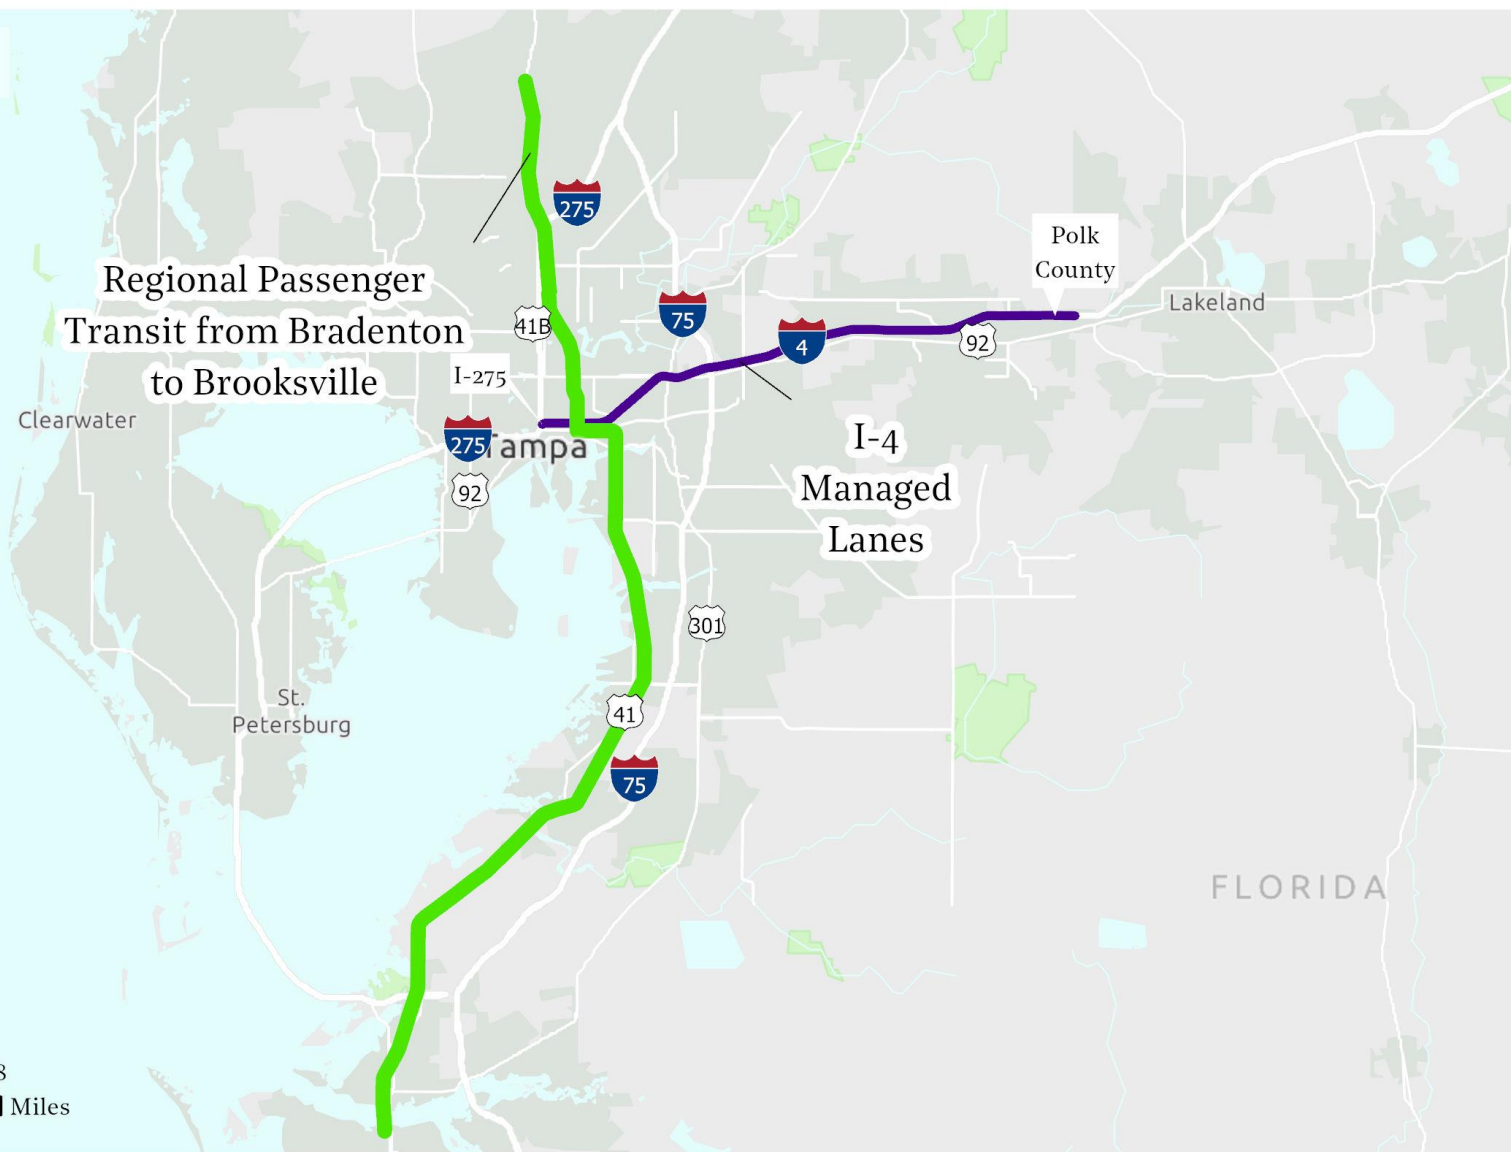 275
Polk
County
Regional Passenger
Transit from Bradenton
to Brooksville
75
Lakeland
41B
4
92
I-275
Clearwater
275
Tampa
I-4
Managed
Lanes
92
301
St.
Petersburg
41
75
FLORIDA
8
Miles